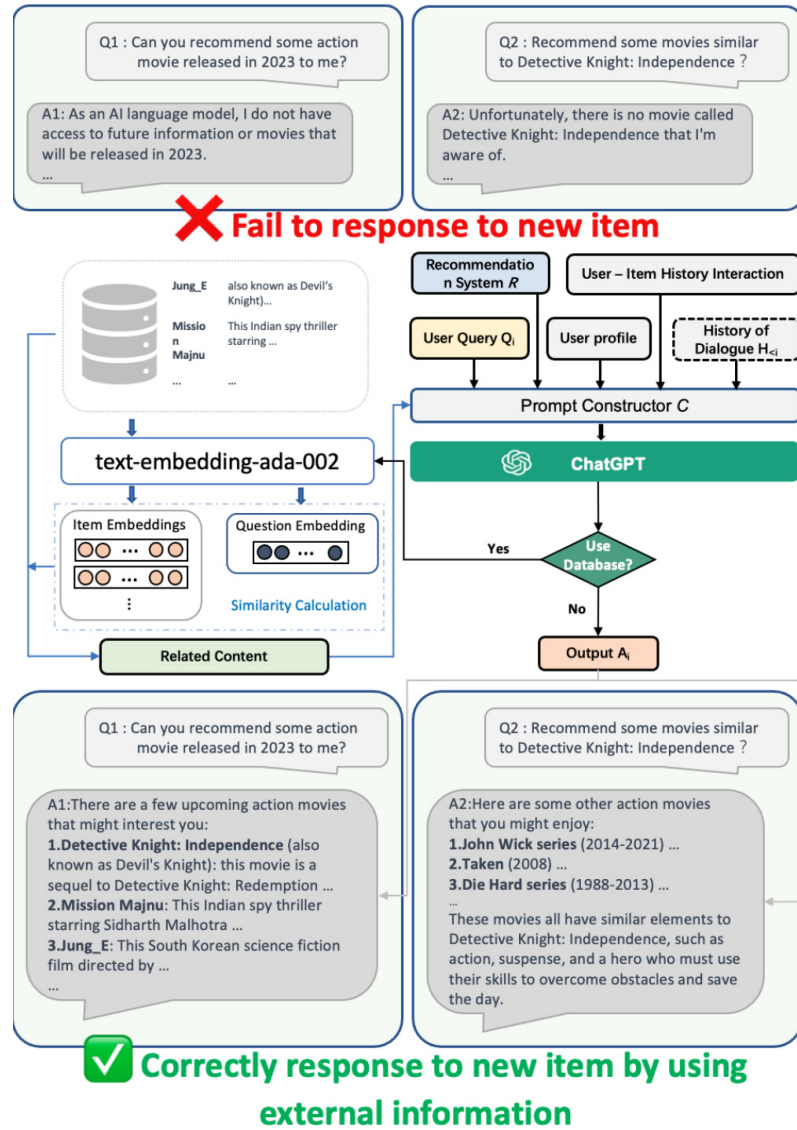 Q1 : Can you recommend some action
movie released in 2023 to me?
A1: As an AI language model, I do not have
access to future information or movies that
will be released in 2023.
...
Q2 : Recommend some movies similar
to Detective Knight: Independence ?
A2: Unfortunately, there is no movie called
Detective Knight: Independence that I'm
aware of.
...
Fail to response to new item
Jung_E
also known as Devil's
Knight)...
Missio
n
Majnu
This Indian spy thriller
starring ...
...
...
Recommendatio
n System R
User – Item History Interaction
User Query Qi
User profile
History of
Dialogue H<i
Prompt Constructor C
ChatGPT
text-embedding-ada-002
Item Embeddings
...
...
⋮
Question Embedding
...
Similarity Calculation
Yes
Use
Database?
No
Related Content
Output Ai
Q1 : Can you recommend some action
movie released in 2023 to me?
A1:There are a few upcoming action movies
that might interest you:
1.Detective Knight: Independence (also
known as Devil's Knight): this movie is a
sequel to Detective Knight: Redemption ...
2.Mission Majnu: This Indian spy thriller
starring Sidharth Malhotra ...
3.Jung_E: This South Korean science fiction
film directed by ...
...
Q2 : Recommend some movies similar
to Detective Knight: Independence ?
A2:Here are some other action movies
that you might enjoy:
1.John Wick series (2014-2021) ...
2.Taken (2008) ...
3.Die Hard series (1988-2013) ...
...
These movies all have similar elements to
Detective Knight: Independence, such as
action, suspense, and a hero who must use
their skills to overcome obstacles and save
the day.
Correctly response to new item by using
external information